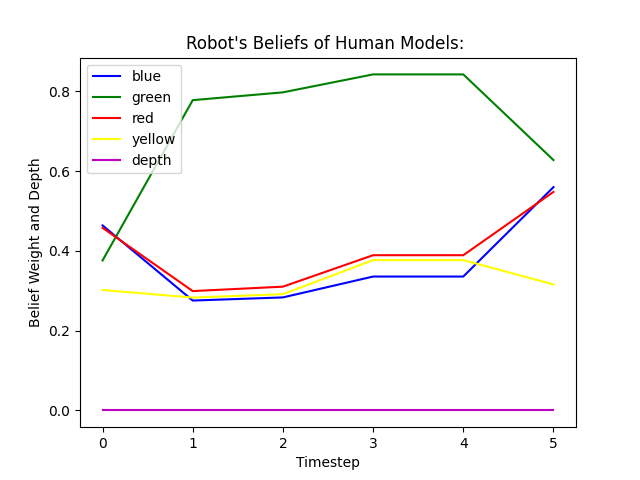 Robot's Beliefs of Human Models:
blue
green
red
yellow
depth
Belief Weight and Depth
0.8
0.6
0.4
0.2
0.0
0 1 2 3 4 5
Timestep